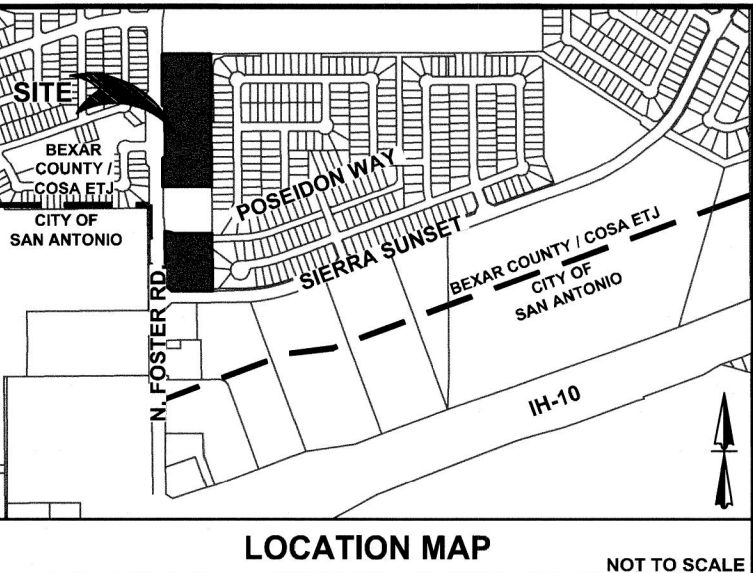 SITE
BEXAR
COUNTY /
COSA ETJ
CITY OF
SAN ANTONIO
POSEIDON WAY
SIERRA SUNSET
BEXAR COUNTY / COSA ETJ
CITY OF
SAN ANTONIO
N. FOSTER RD.
IH-10
LOCATION MAP
NOT TO SCALE